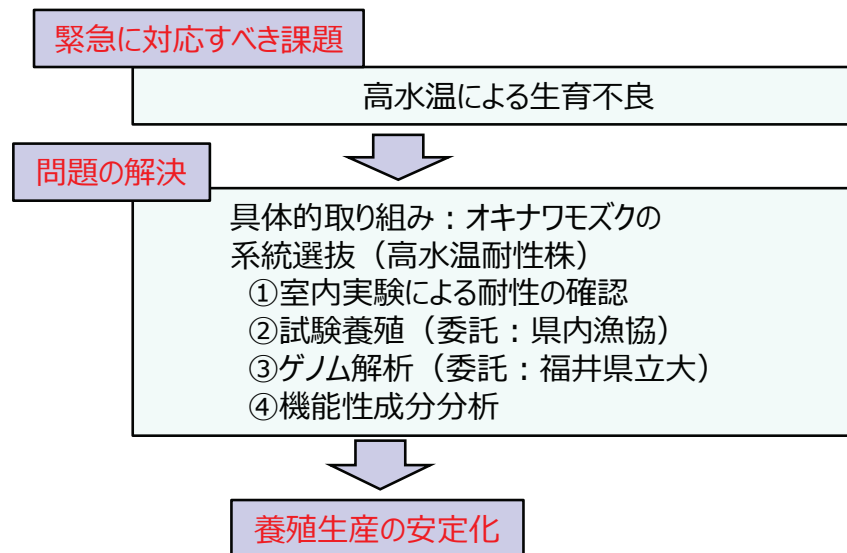 緊急に対応すべき課題
高水温による生育不良
問題の解決
具体的取り組み：オキナワモズクの
系統選抜（高水温耐性株）
①室内実験による耐性の確認
②試験養殖（委託：県内漁協）
③ゲノム解析（委託：福井県立大）
④機能性成分分析
養殖生産の安定化